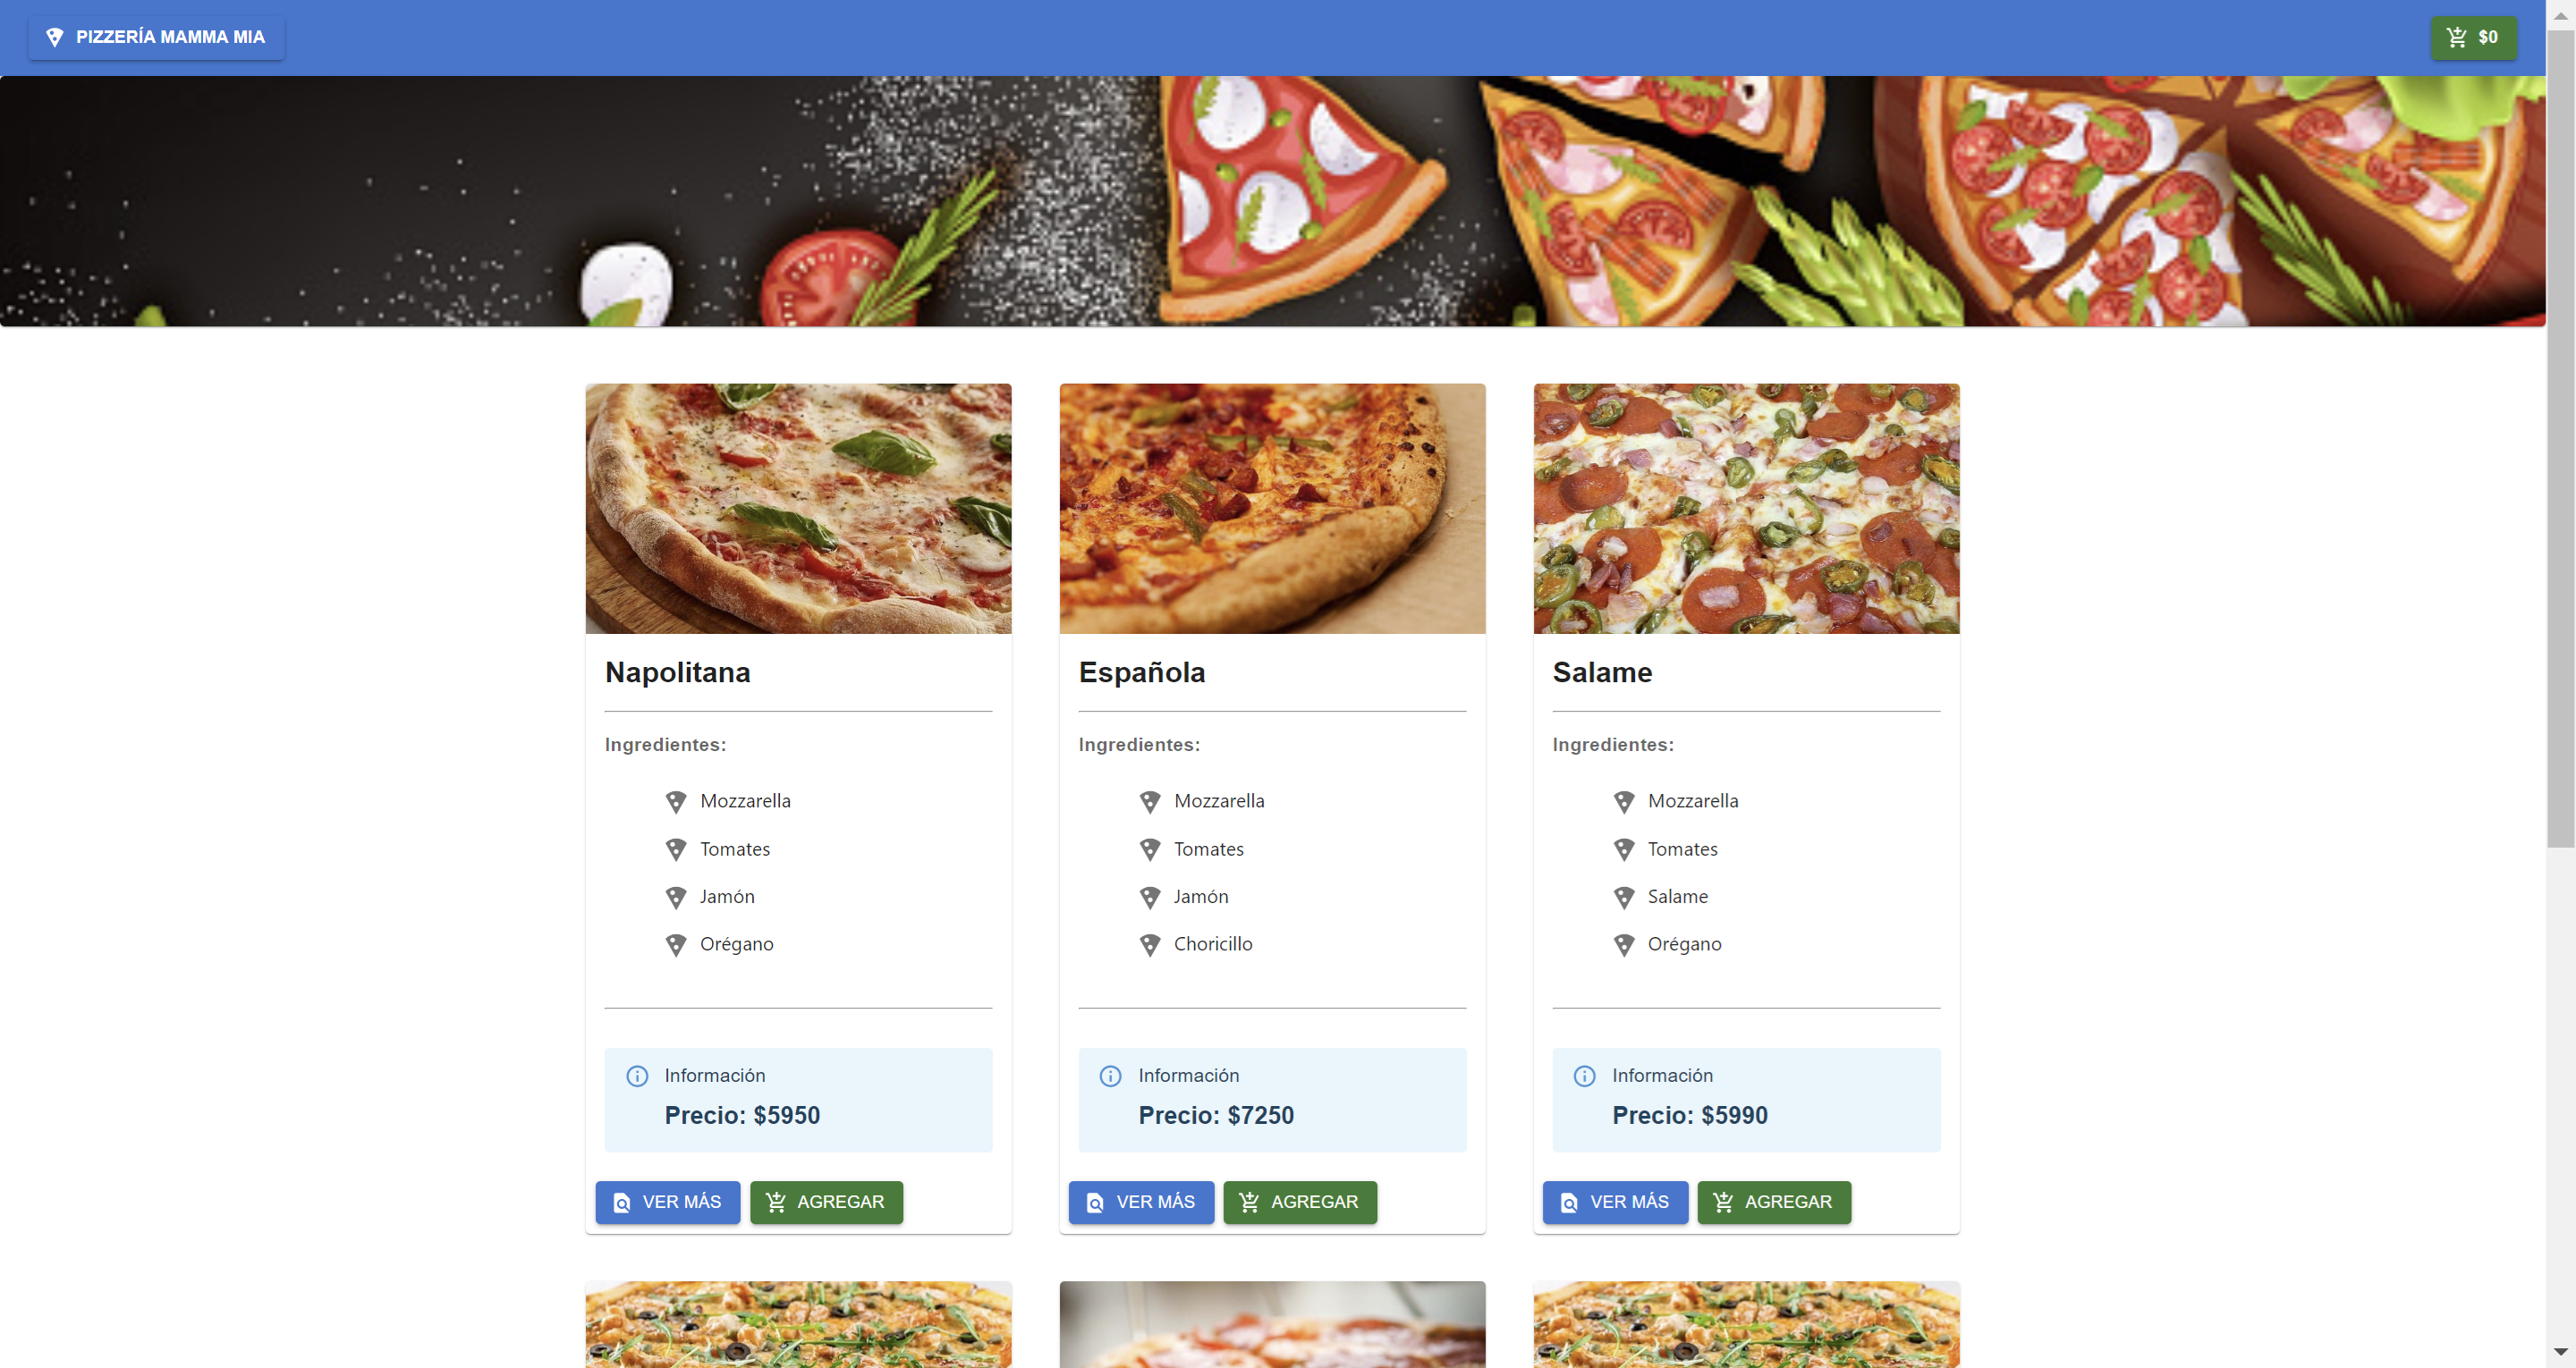 PIZZERÍA MAMMA MIA
$0
Napolitana
Ingredientes:
Mozzarella
Tomates
Jamón
Orégano
Información
Precio: $5950
VER MÁS
AGREGAR
Española
Ingredientes:
Mozzarella
Tomates
Jamón
Choricillo
Información
Precio: $7250
VER MÁS
AGREGAR
Salame
Ingredientes:
Mozzarella
Tomates
Salame
Orégano
Información
Precio: $5990
VER MÁS
AGREGAR